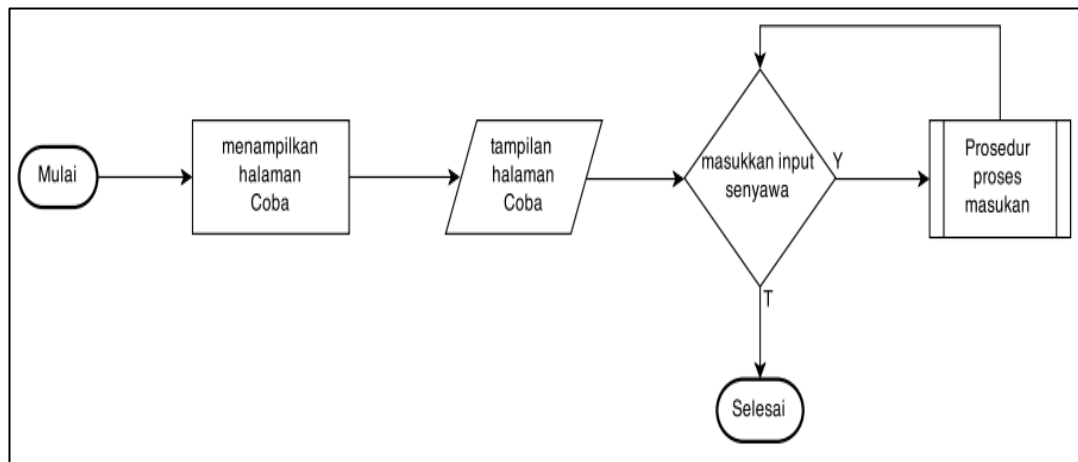 Mulai
menampilkan
halaman
Coba
tampilan
halaman
Coba
masukkan input
senyawa
Y
Prosedur
proses
masukan
T
Selesai